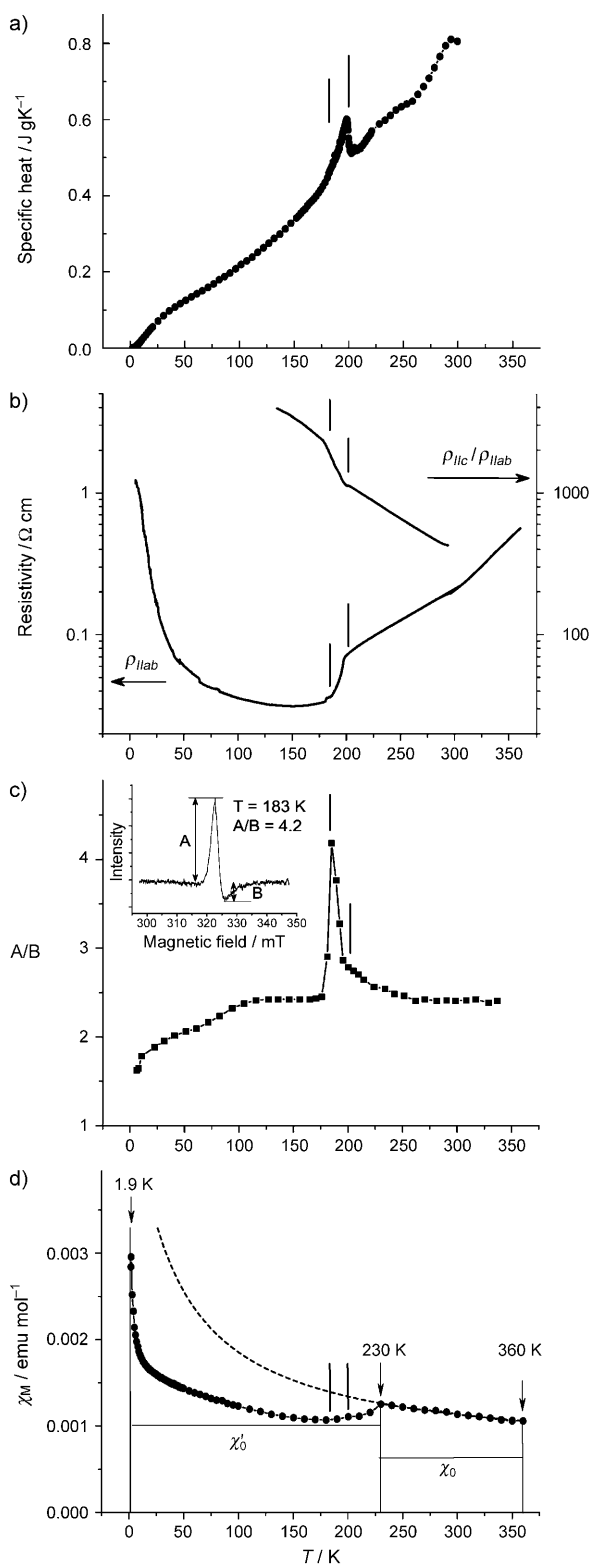 a)
Specific heat / J gK⁻¹
0.8
0.6
0.4
0.2
0.0
0 50 100 150 200 250 300 350
b)
Resistivity / Ω cm
1
0.1
1000
100
ρIIc / ρIIab
ρIIab
0 50 100 150 200 250 300 350
c)
A/B
4
3
2
1
Intensity
A
B
T = 183 K
A/B = 4.2
300 310 320 330 340 350
Magnetic field / mT
0 50 100 150 200 250 300 350
d)
χM / emu mol⁻¹
0.003
0.002
0.001
0.000
1.9 K
230 K
360 K
χ′0
χ0
0 50 100 150 200 250 300 350
T / K